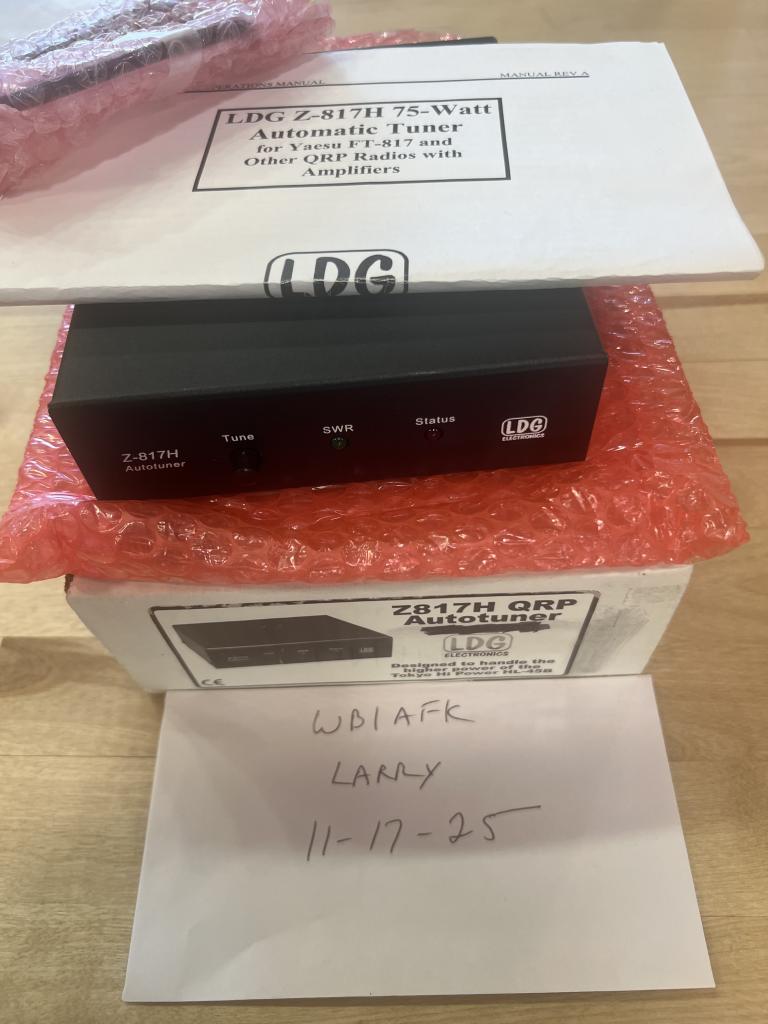 OPERATIONS MANUAL
MANUAL REV A
LDG Z-817H 75-Watt
Automatic Tuner
for Yaesu FT-817 and
Other QRP Radios with
Amplifiers
LDG
Z-817H
Autotuner
Tune
SWR
Status
LDG
ELECTRONICS
Z817H QRP
Autotuner
LDG
ELECTRONICS
Designed to handle the
higher power of the
Tokyo Hi Power HL-45B
CE
WB1AFK
LARRY
11-17-25